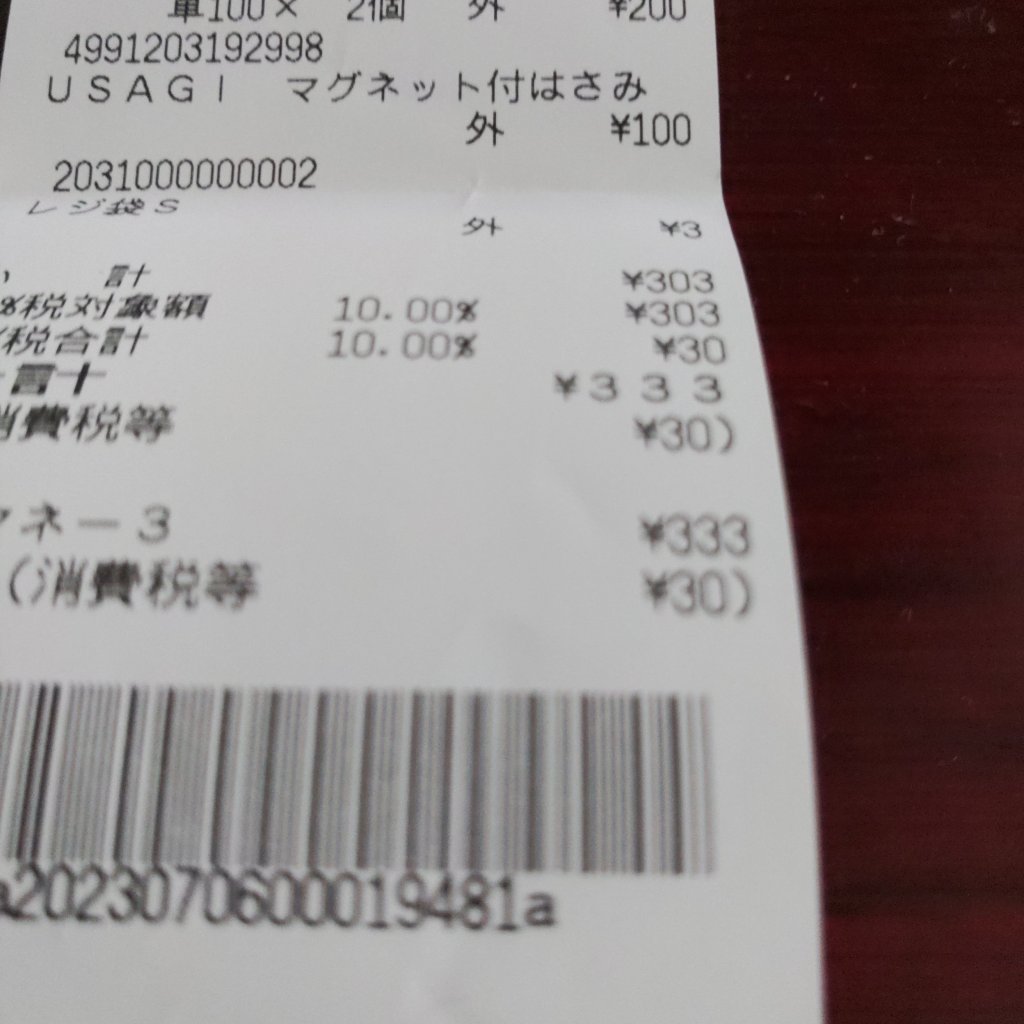 単100× 2個 外 ¥200
4991203192998
USAGI マグネット付はさみ
外 ¥100
2031000000002
レジ袋S
外 ¥3
計 ¥303
%税対象額 10.00% ¥303
税合計 10.00% ¥30
計 ¥333
消費税等 ¥30)
マネー3 ¥333
(消費税等 ¥30)
a2023070600019481a